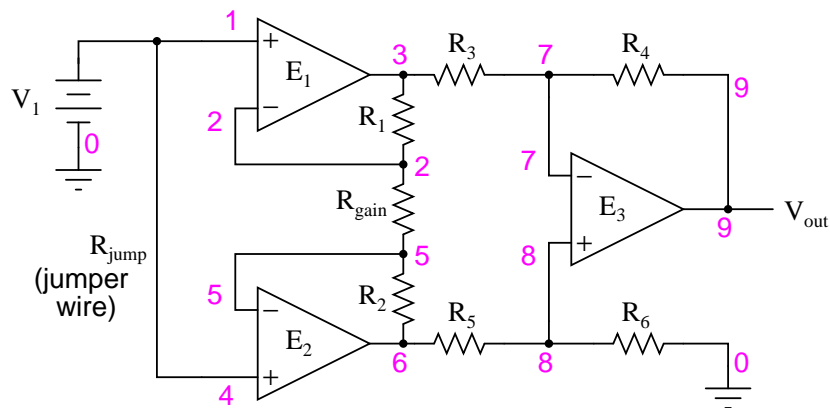 1
3
R3
7
R4
+
E1
V1
−
R1
9
0
2
2
7
−
Rgain
E3
Vout
Rjump
9
+
(jumper
wire)
8
5
5
−
R2
R5
R6
E2
+
4
6
8
0